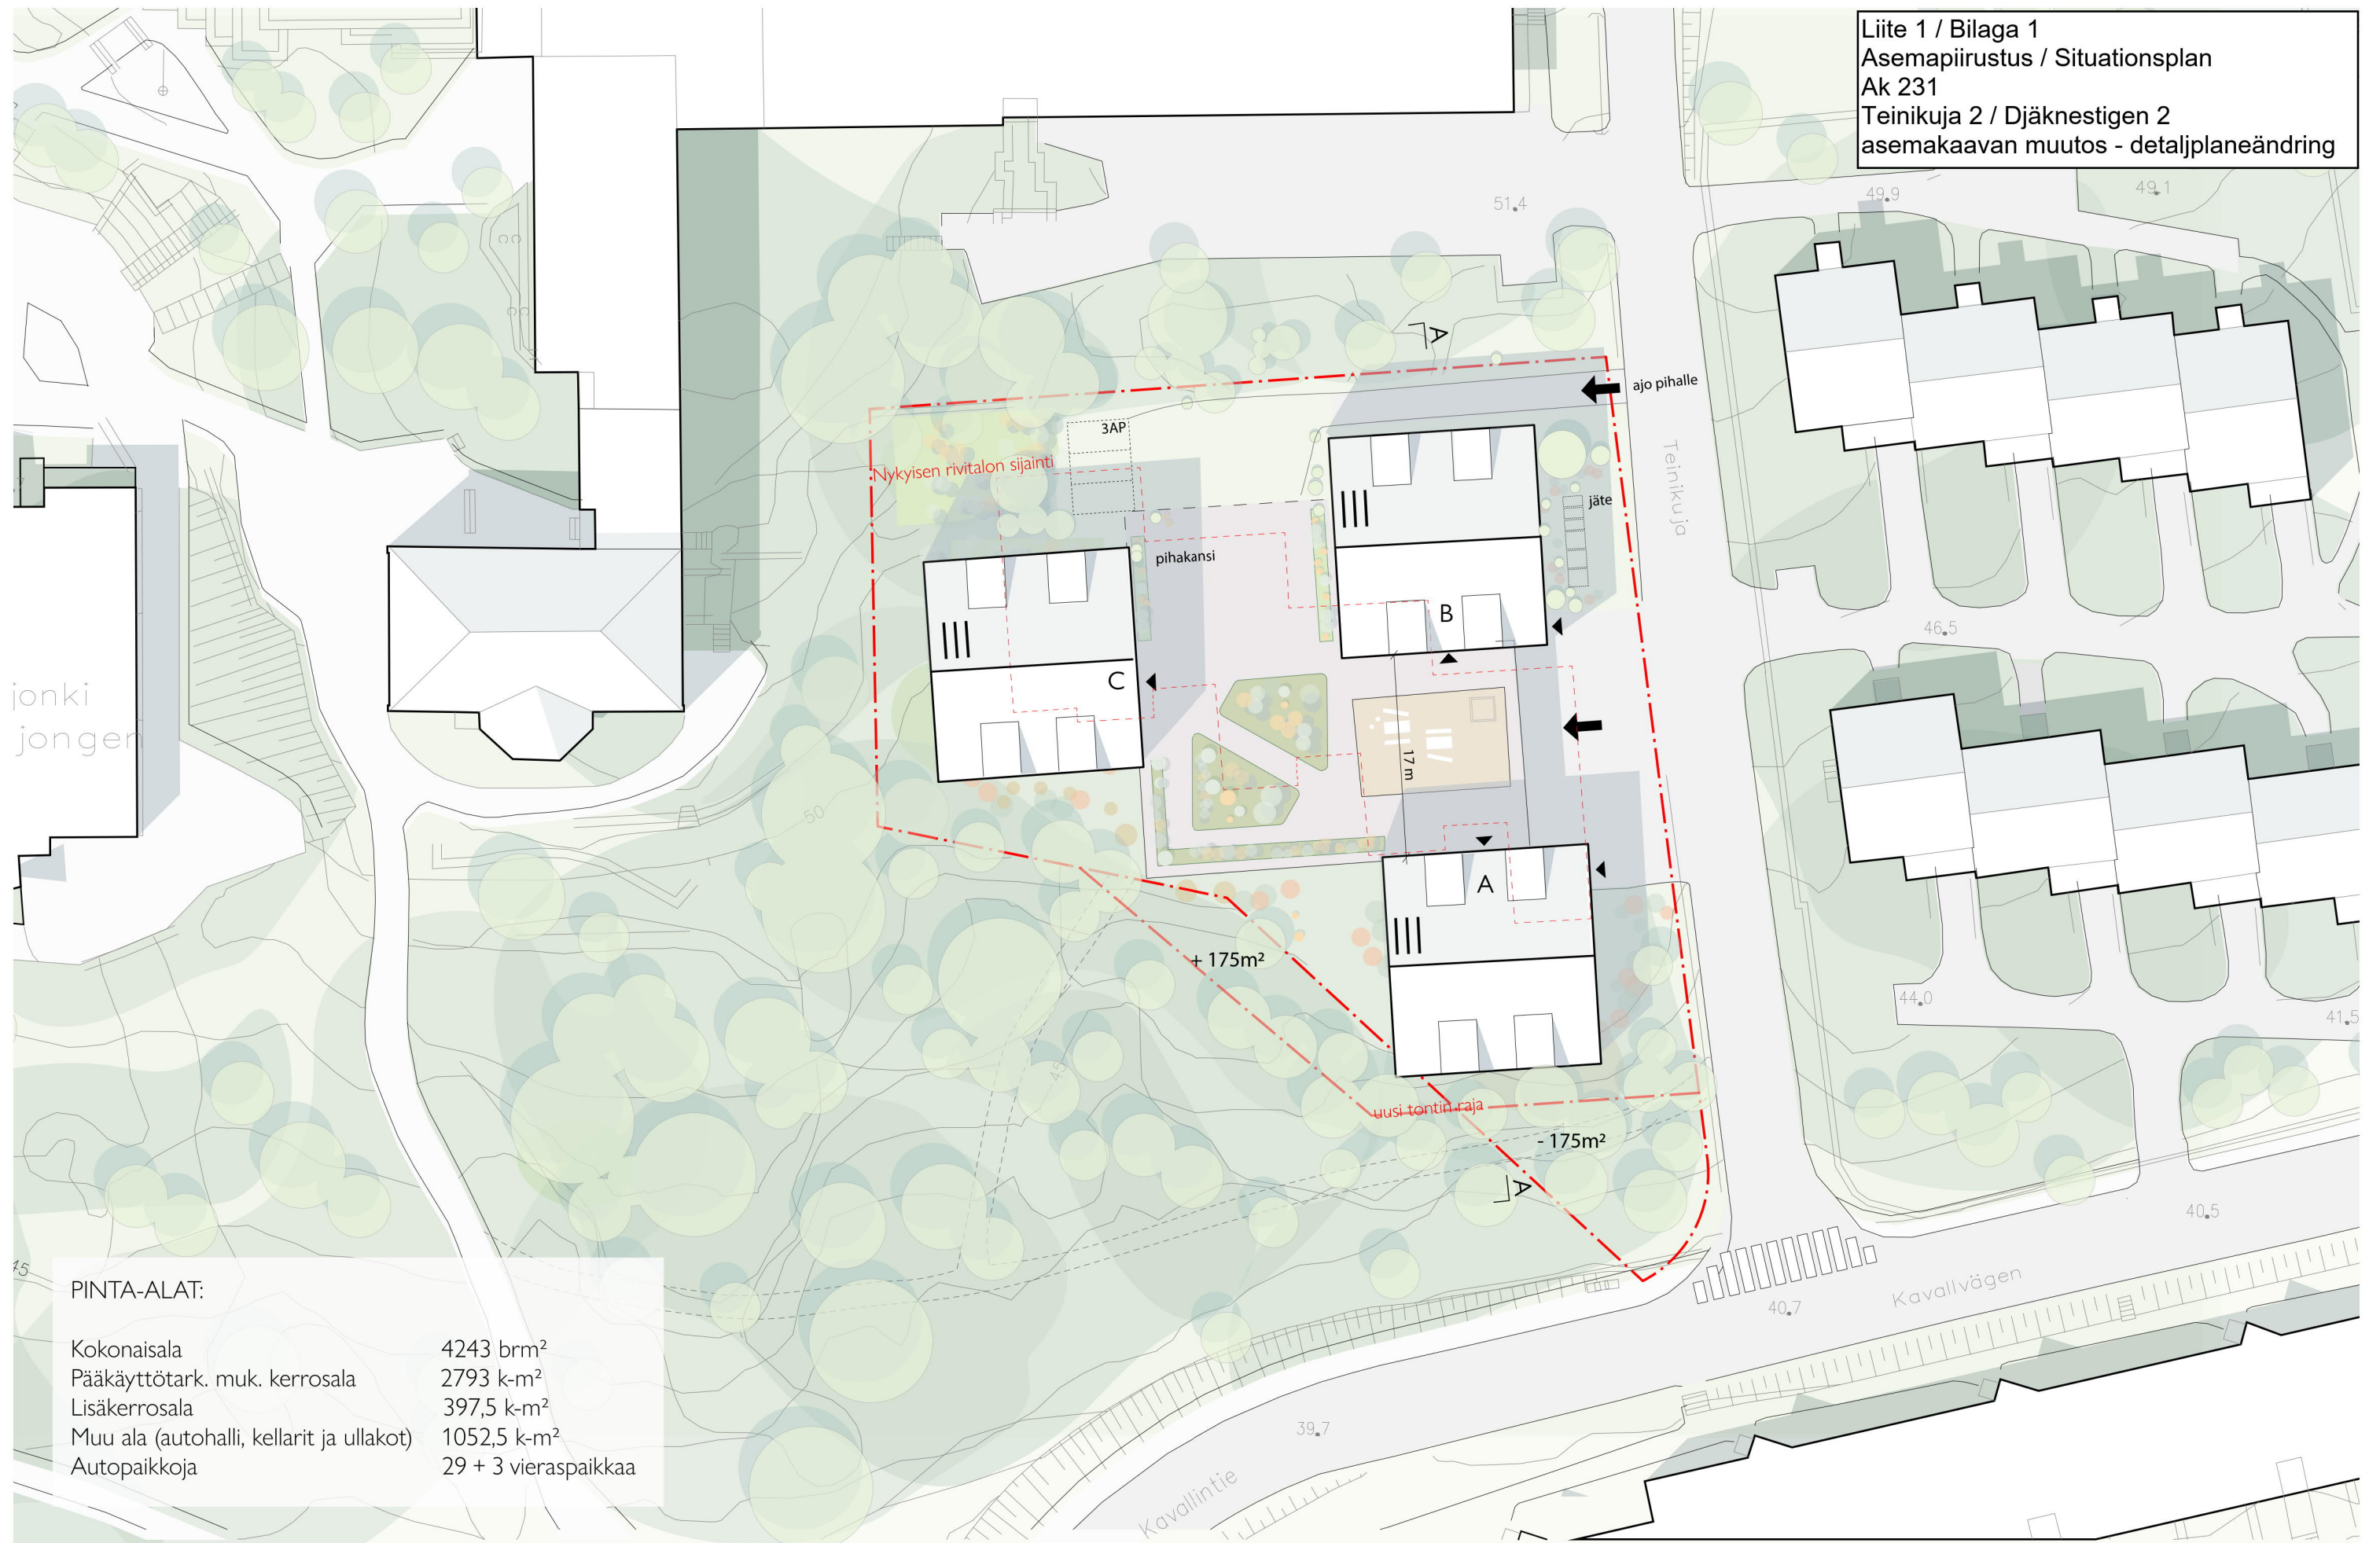 Liite 1 / Bilaga 1
Asemapiirustus / Situationsplan
Ak 231
Teinikuja 2 / Djäknestigen 2
asemakaavan muutos - detaljplaneändring
51.4
49.9
49.1
A
ajo pihalle
3AP
Nykyisen rivitalon sijainti
Teinikuja
jäte
pihakansi
B
46.5
C
jonki
jongen
17 m
50
A
+ 175m²
44.0
41.5
45
uusi tontin raja
- 175m²
A
40.5
45
40.7
Kavallvägen
39.7
Kavallintie
PINTA-ALAT:
Kokonaisala 4243 brm²
Pääkäyttötark. muk. kerrosala 2793 k-m²
Lisäkerrosala 397,5 k-m²
Muu ala (autohalli, kellarit ja ullakot) 1052,5 k-m²
Autopaikkoja 29 + 3 vieraspaikkaa